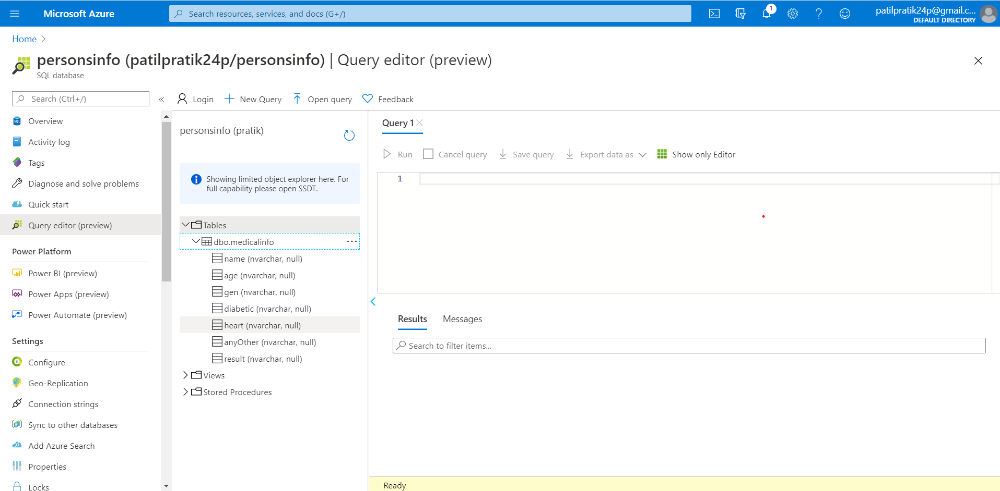 Microsoft Azure
Search resources, services, and docs (G+/)
1
patilpratik24p@gmail.c...
DEFAULT DIRECTORY
Home
personsinfo (patilpratik24p/personsinfo) | Query editor (preview)
SQL database
Search (Ctrl+/)
«
Login
New Query
Open query
Feedback
SQL
Overview
Activity log
Tags
Diagnose and solve problems
Quick start
Query editor (preview)
Power Platform
Power BI (preview)
Power Apps (preview)
Power Automate (preview)
Settings
Configure
Geo-Replication
Connection strings
Sync to other databases
Add Azure Search
Properties
Locks
personsinfo (pratik)
Showing limited object explorer here. For
full capability please open SSDT.
Tables
dbo.medicalinfo
...
name (nvarchar, null)
age (nvarchar, null)
gen (nvarchar, null)
diabetic (nvarchar, null)
heart (nvarchar, null)
anyOther (nvarchar, null)
result (nvarchar, null)
Views
Stored Procedures
Query 1
Run
Cancel query
Save query
Export data as
Show only Editor
1
Results
Messages
Search to filter items...
Ready